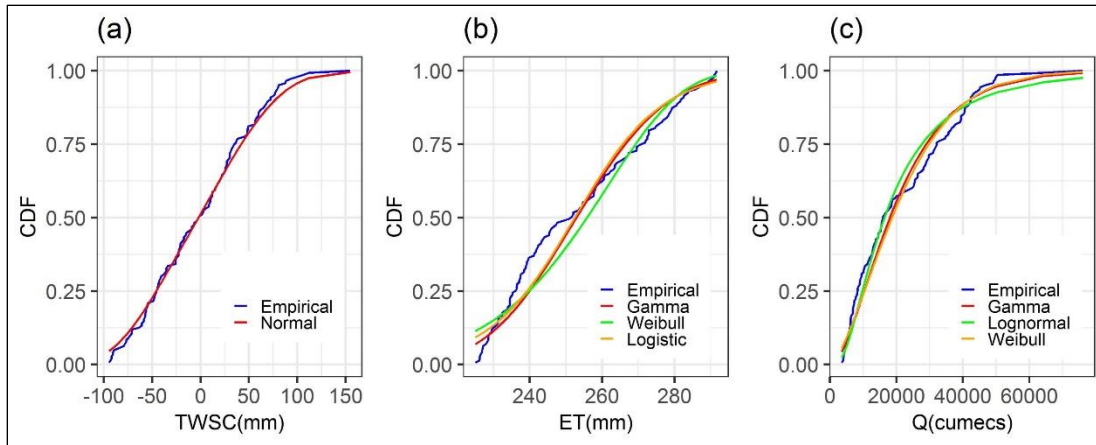 (a)
CDF
1.00
0.75
0.50
0.25
0.00
Empirical
Normal
-100
-50
0
50
100
150
TWSC(mm)
(b)
CDF
1.00
0.75
0.50
0.25
0.00
Empirical
Gamma
Weibull
Logistic
240
260
280
ET(mm)
(c)
CDF
1.00
0.75
0.50
0.25
0.00
Empirical
Gamma
Lognormal
Weibull
0
20000
40000
60000
Q(cumecs)